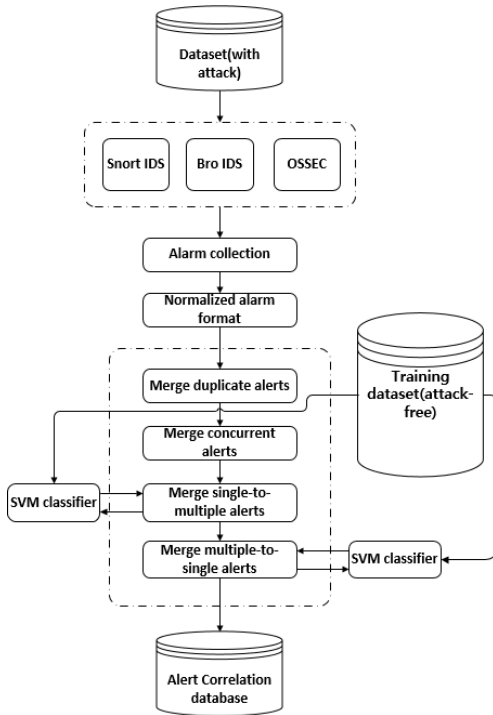 Dataset(with
attack)
Snort IDS
Bro IDS
OSSEC
Alarm collection
Normalized alarm
format
Training
dataset(attack-
free)
Merge duplicate alerts
Merge concurrent
alerts
SVM classifier
Merge single-to-
multiple alerts
Merge multiple-to-
single alerts
SVM classifier
Alert Correlation
database